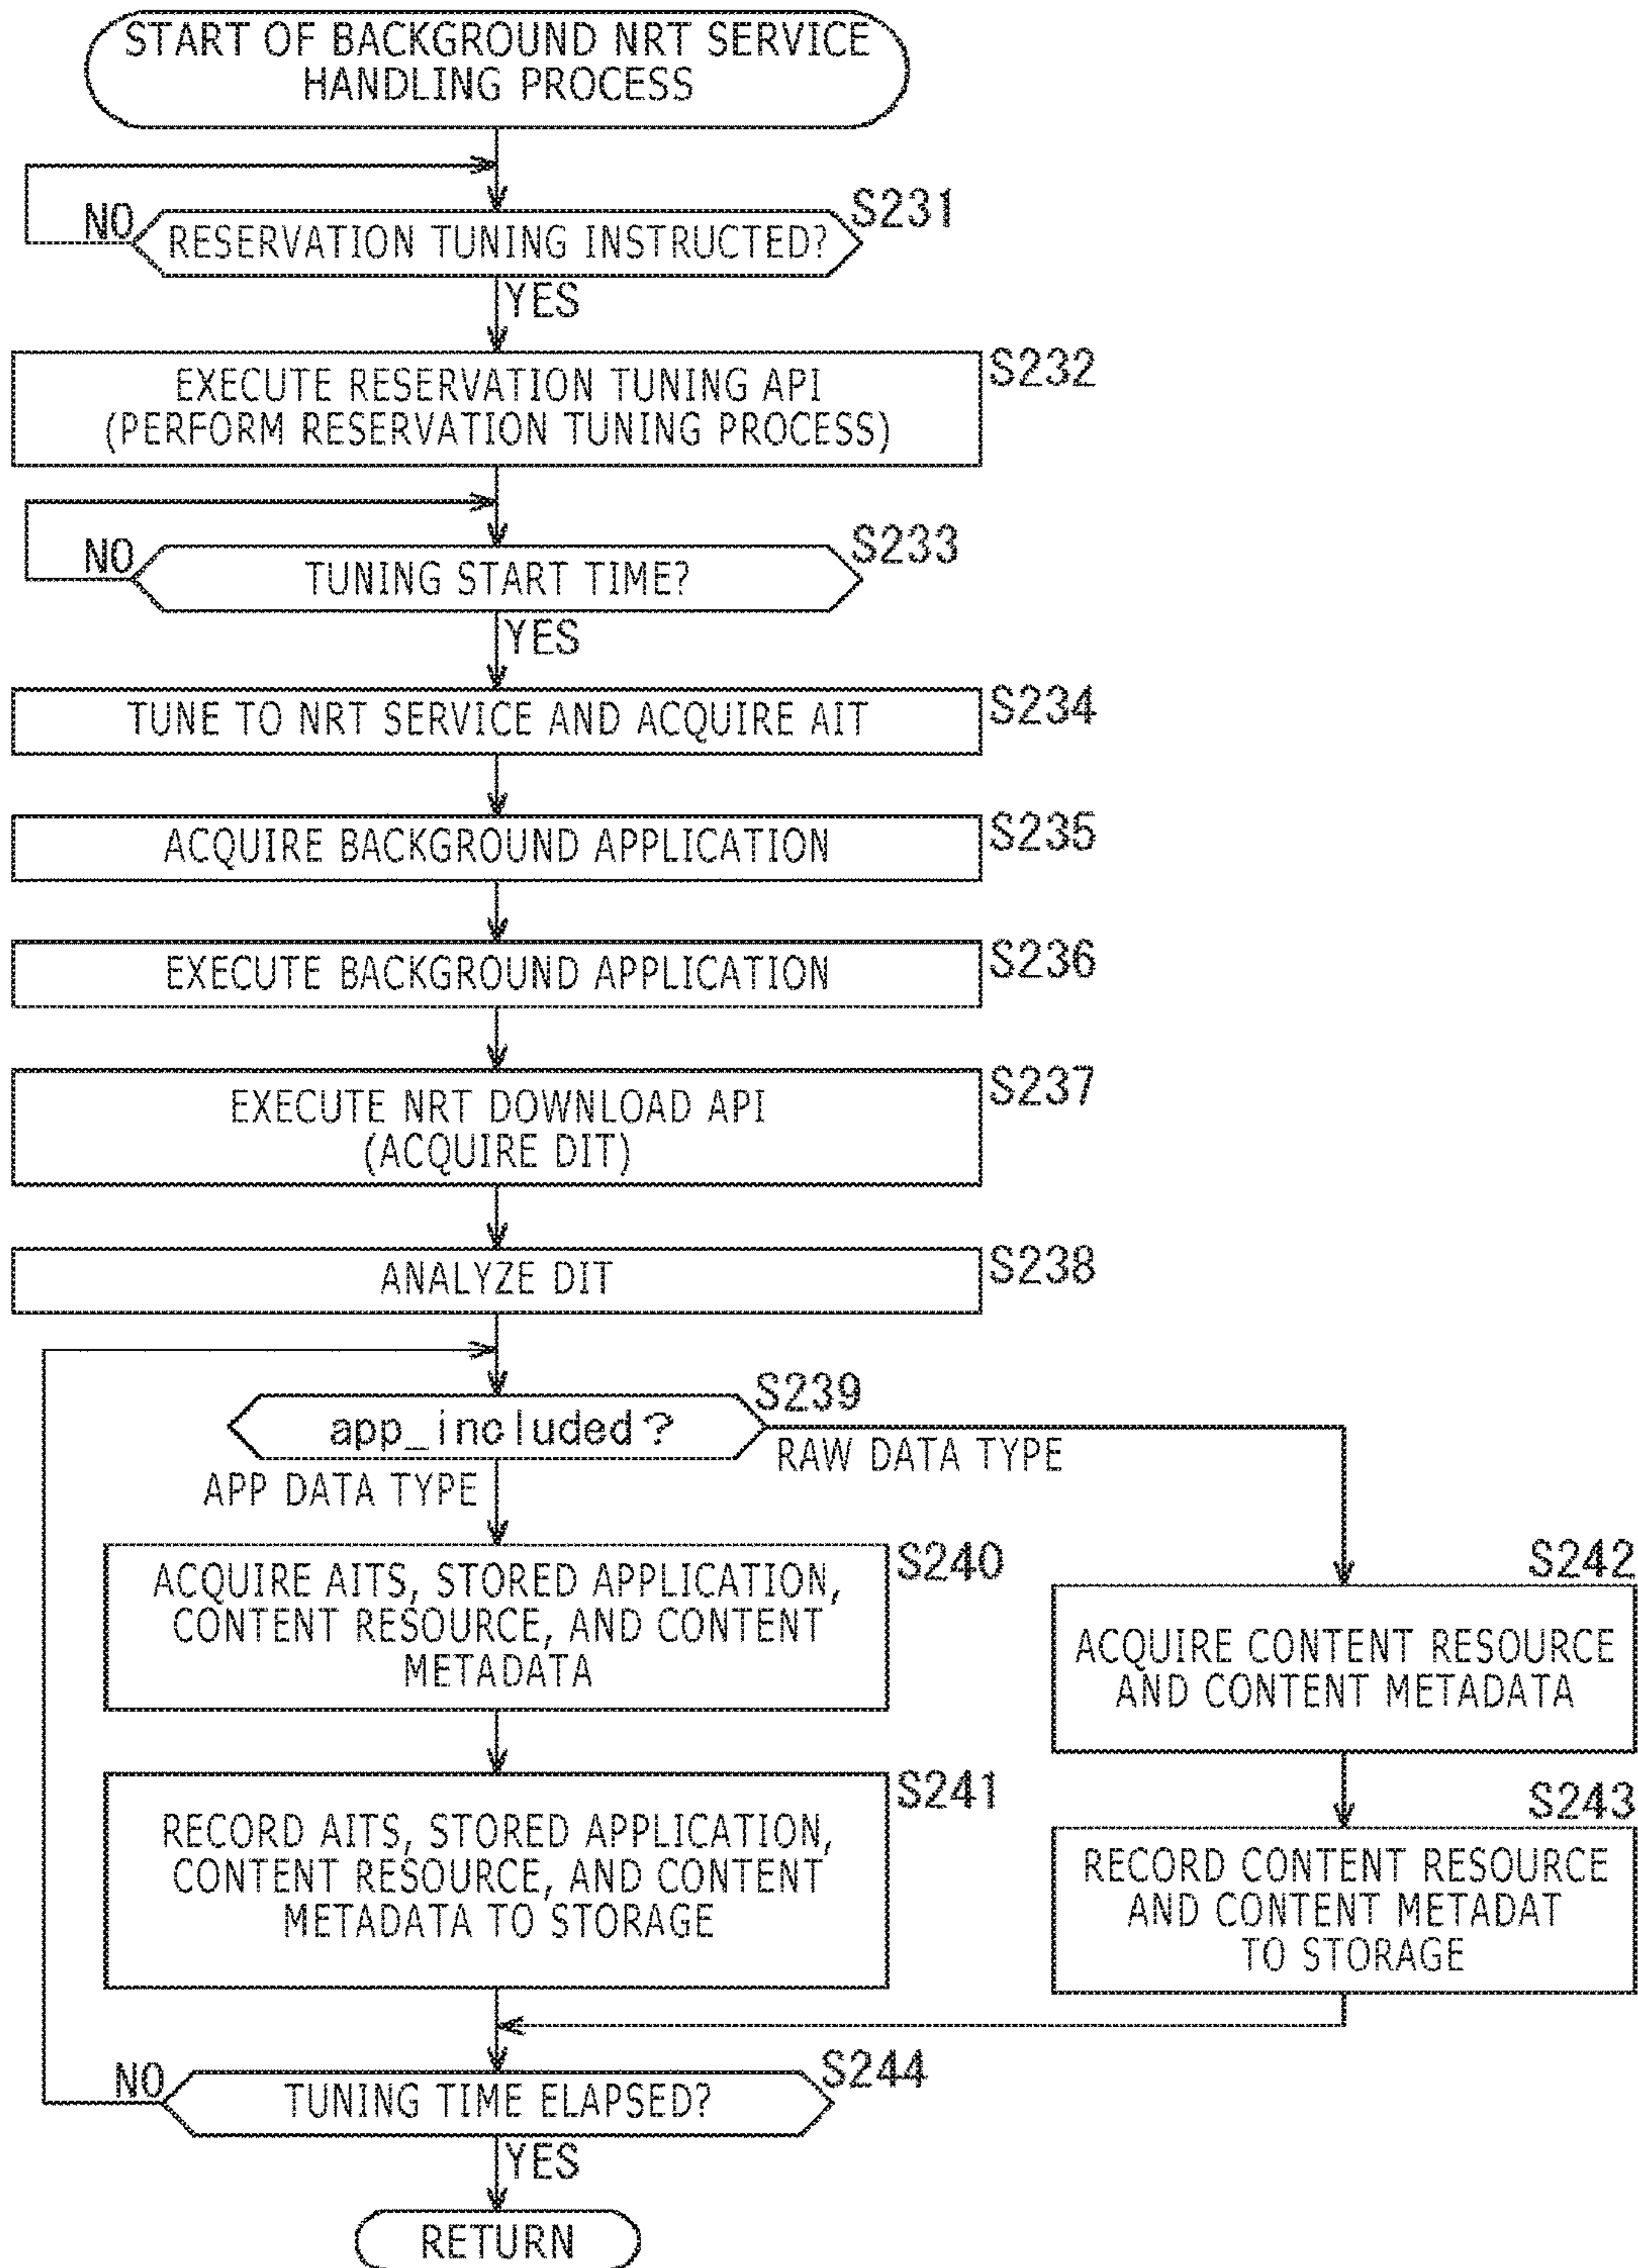 START OF BACKGROUND NRT SERVICE
HANDLING PROCESS
S231
NO
RESERVATION TUNING INSTRUCTED?
YES
S232
EXECUTE RESERVATION TUNING API
(PERFORM RESERVATION TUNING PROCESS)
S233
NO
TUNING START TIME?
YES
S234
TUNE TO NRT SERVICE AND ACQUIRE AIT
S235
ACQUIRE BACKGROUND APPLICATION
S236
EXECUTE BACKGROUND APPLICATION
S237
EXECUTE NRT DOWNLOAD API
(ACQUIRE DIT)
S238
ANALYZE DIT
S239
app_included?
RAW DATA TYPE
APP DATA TYPE
S240
ACQUIRE AITS, STORED APPLICATION,
CONTENT RESOURCE, AND CONTENT
METADATA
S242
ACQUIRE CONTENT RESOURCE
AND CONTENT METADATA
S241
RECORD AITS, STORED APPLICATION,
CONTENT RESOURCE, AND CONTENT
METADATA TO STORAGE
S243
RECORD CONTENT RESOURCE
AND CONTENT METADAT
TO STORAGE
S244
NO
TUNING TIME ELAPSED?
YES
RETURN